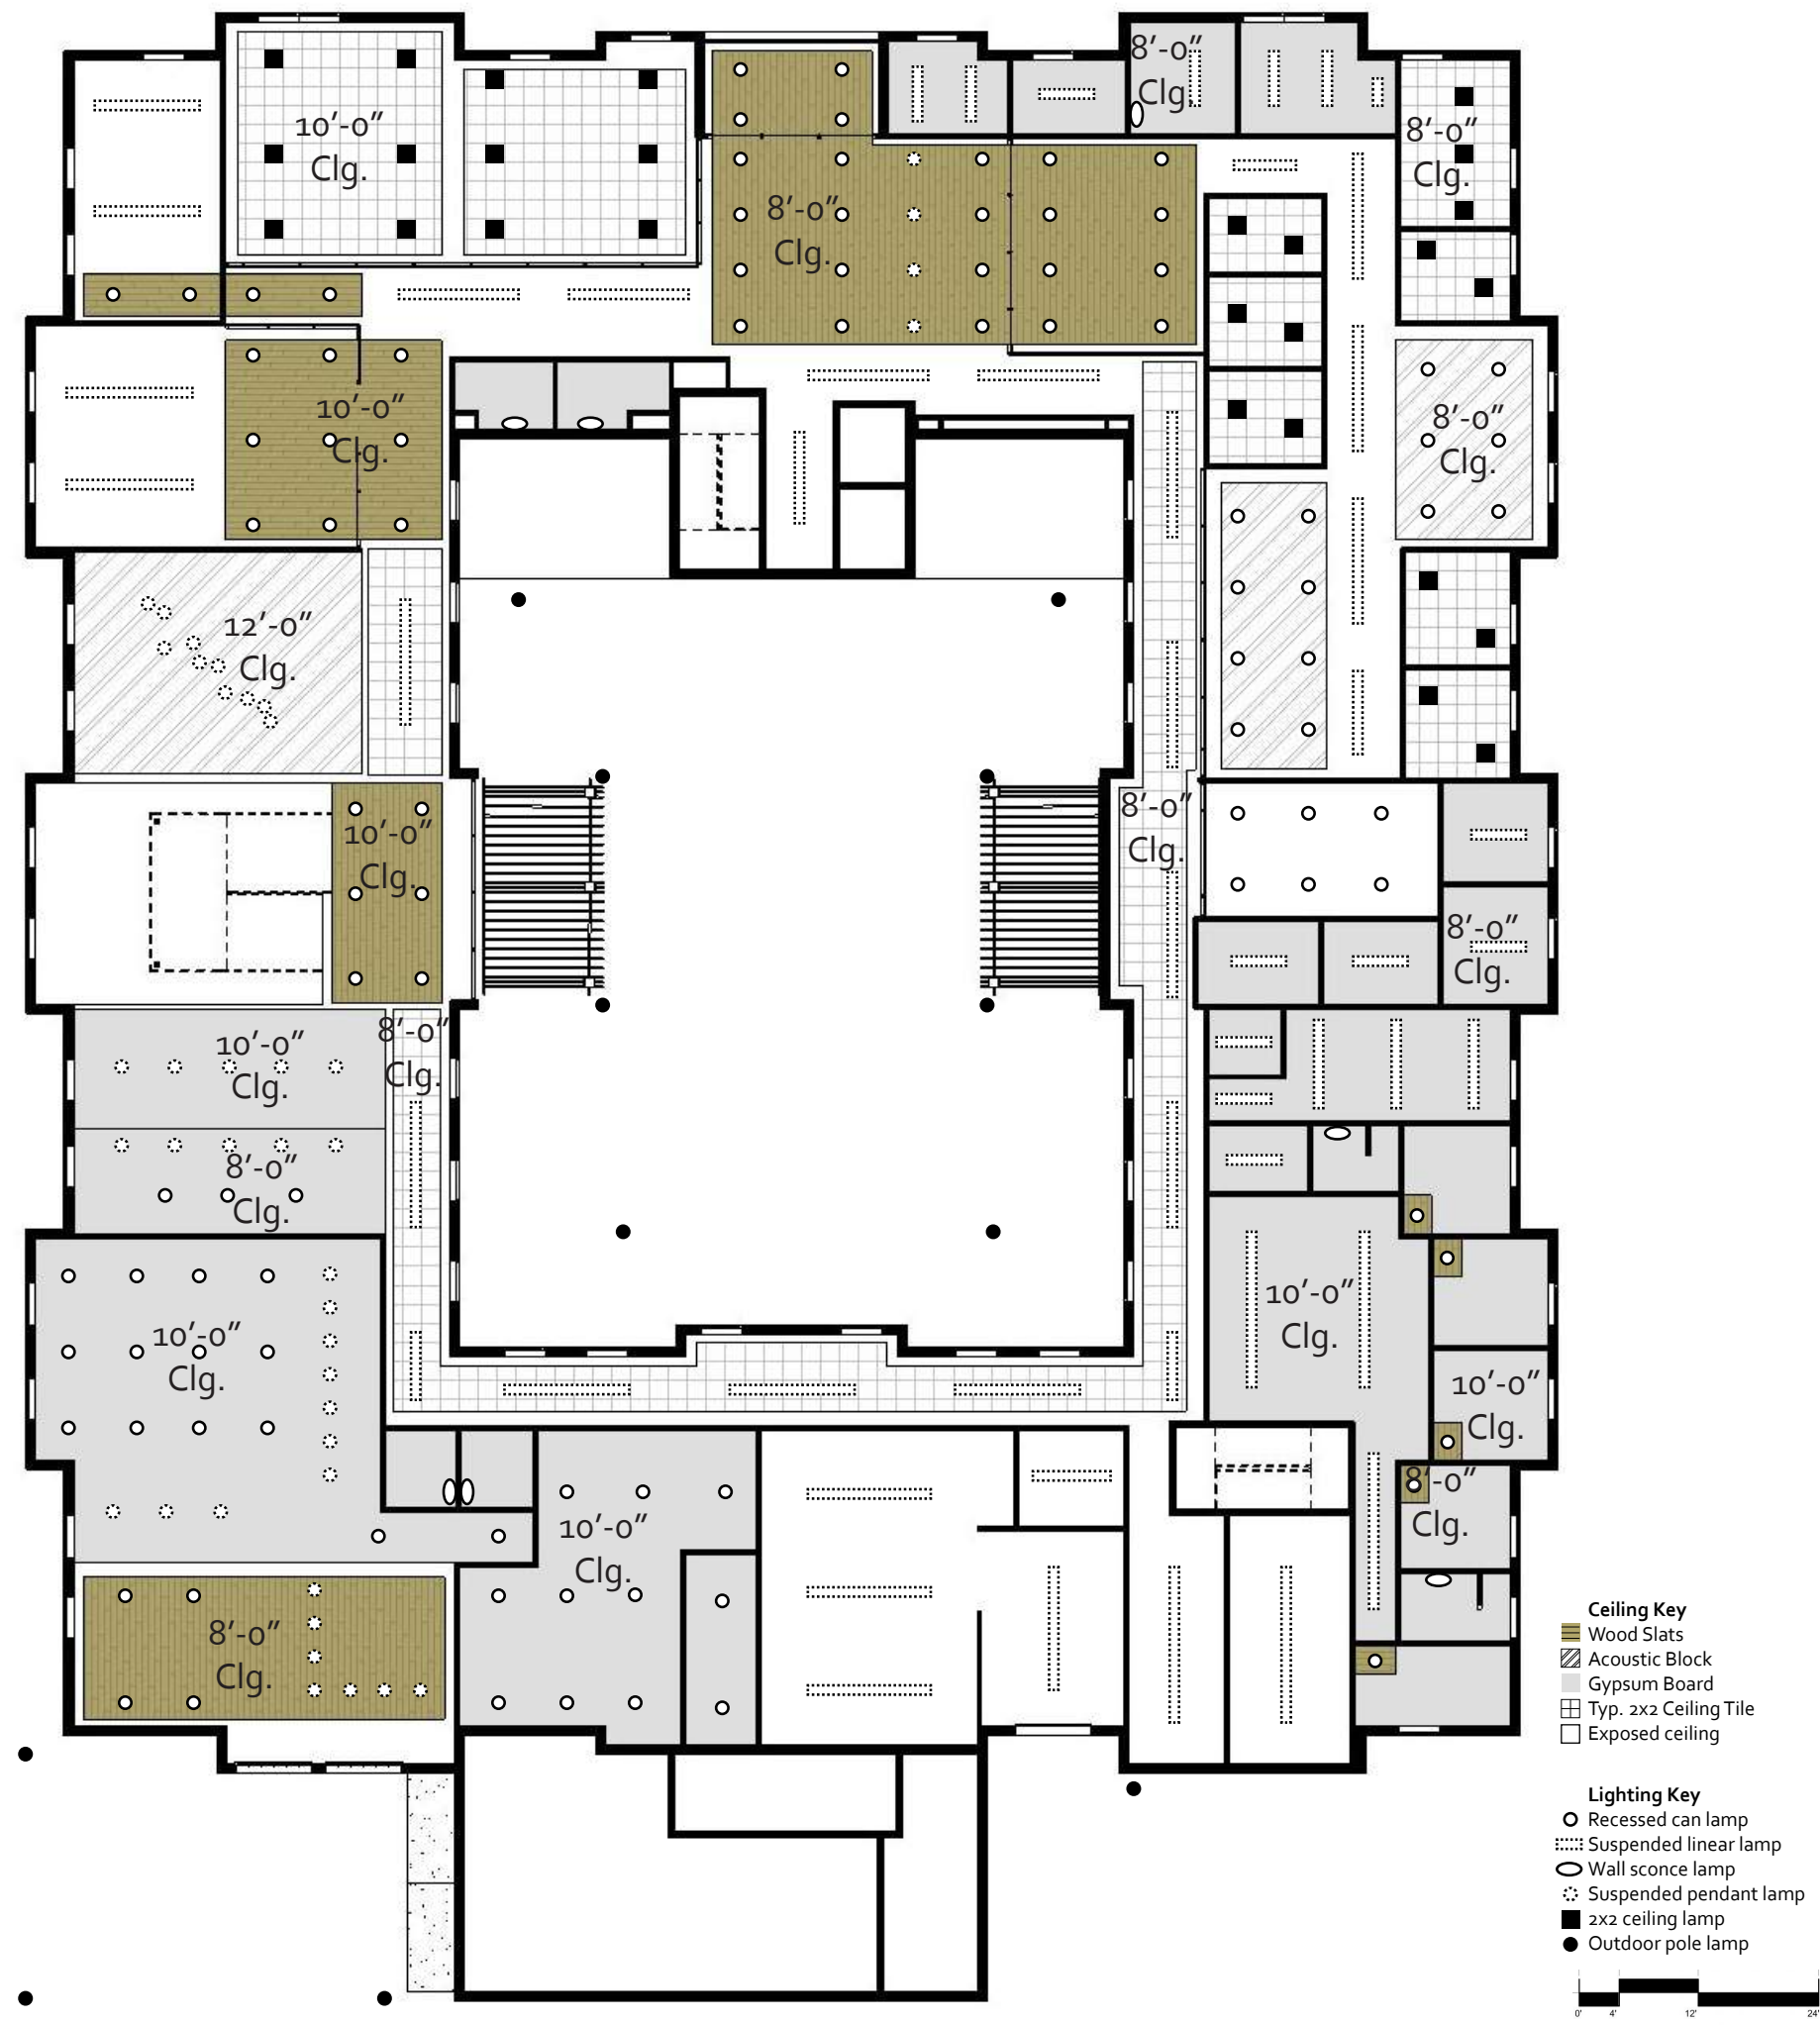 8'-0"
Clg.
10'-0"
Clg.
8'-0"
Clg.
8'-0"
Clg.
10'-0"
Clg.
8'-0"
Clg.
12'-0"
Clg.
10'-0"
Clg.
8'-0"
Clg.
8'-0"
Clg.
10'-0"
Clg.
8'-0"
Clg.
8'-0"
Clg.
10'-0"
Clg.
10'-0"
Clg.
10'-0"
Clg.
8'-0"
Clg.
10'-0"
Clg.
8'-0"
Clg.
Ceiling Key
Wood Slats
Acoustic Block
Gypsum Board
Typ. 2x2 Ceiling Tile
Exposed ceiling
Lighting Key
Recessed can lamp
Suspended linear lamp
Wall sconce lamp
Suspended pendant lamp
2x2 ceiling lamp
Outdoor pole lamp
0' 4' 12' 24'